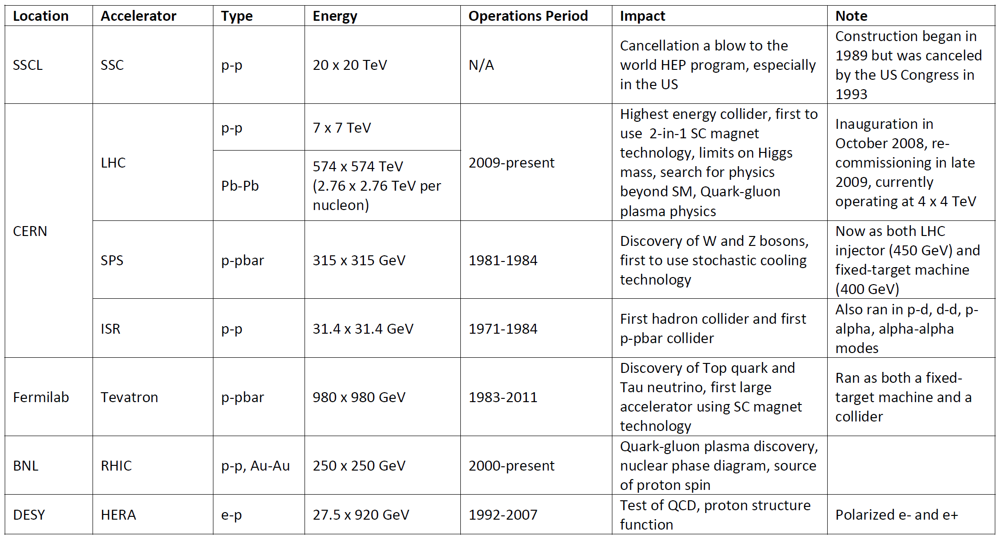 Location Accelerator Type Energy Operations Period Impact Note
SSCL
SSC
p-p
20 x 20 TeV
N/A
Cancellation a blow to the
world HEP program, especially
in the US
Construction began in
1989 but was canceled
by the US Congress in
1993
CERN
LHC
p-p
7 x 7 TeV
Pb-Pb
574 x 574 TeV
(2.76 x 2.76 TeV per
nucleon)
2009-present
Highest energy collider, first to
use 2-in-1 SC magnet
technology, limits on Higgs
mass, search for physics
beyond SM, Quark-gluon
plasma physics
Inauguration in
October 2008, re-
commissioning in late
2009, currently
operating at 4 x 4 TeV
SPS
p-pbar
315 x 315 GeV
1981-1984
Discovery of W and Z bosons,
first to use stochastic cooling
technology
Now as both LHC
injector (450 GeV) and
fixed-target machine
(400 GeV)
ISR
p-p
31.4 x 31.4 GeV
1971-1984
First hadron collider and first
p-pbar collider
Also ran in p-d, d-d, p-
alpha, alpha-alpha
modes
Fermilab
Tevatron
p-pbar
980 x 980 GeV
1983-2011
Discovery of Top quark and
Tau neutrino, first large
accelerator using SC magnet
technology
Ran as both a fixed-
target machine and a
collider
BNL
RHIC
p-p, Au-Au
250 x 250 GeV
2000-present
Quark-gluon plasma discovery,
nuclear phase diagram, source
of proton spin
DESY
HERA
e-p
27.5 x 920 GeV
1992-2007
Test of QCD, proton structure
function
Polarized e- and e+